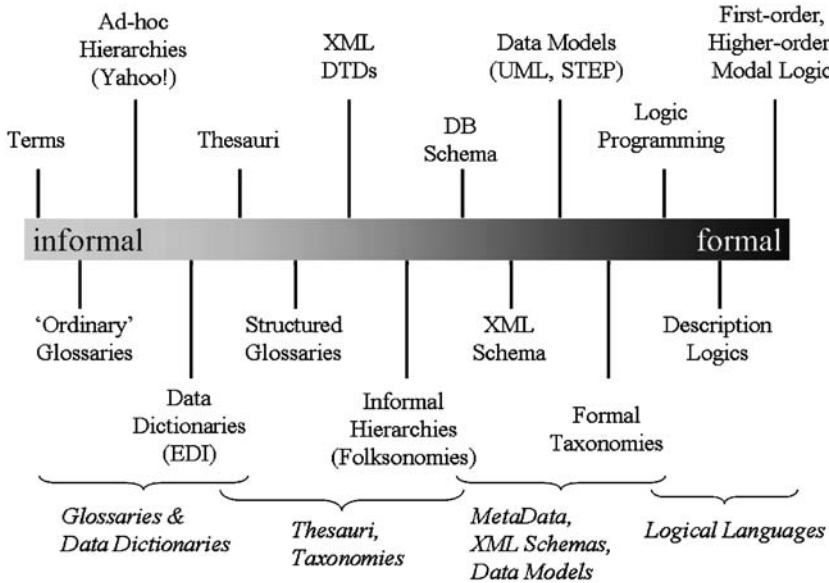 Ad-hoc
Hierarchies
(Yahoo!)
XML
DTDs
Data Models
(UML, STEP)
First-order,
Higher-order
Modal Logic
Terms
Thesauri
DB
Schema
Logic
Programming
informal
formal
‘Ordinary’
Glossaries
Structured
Glossaries
XML
Schema
Description
Logics
Data
Dictionaries
(EDI)
Informal
Hierarchies
(Folksonomies)
Formal
Taxonomies
Glossaries &
Data Dictionaries
Thesauri,
Taxonomies
MetaData,
XML Schemas,
Data Models
Logical Languages